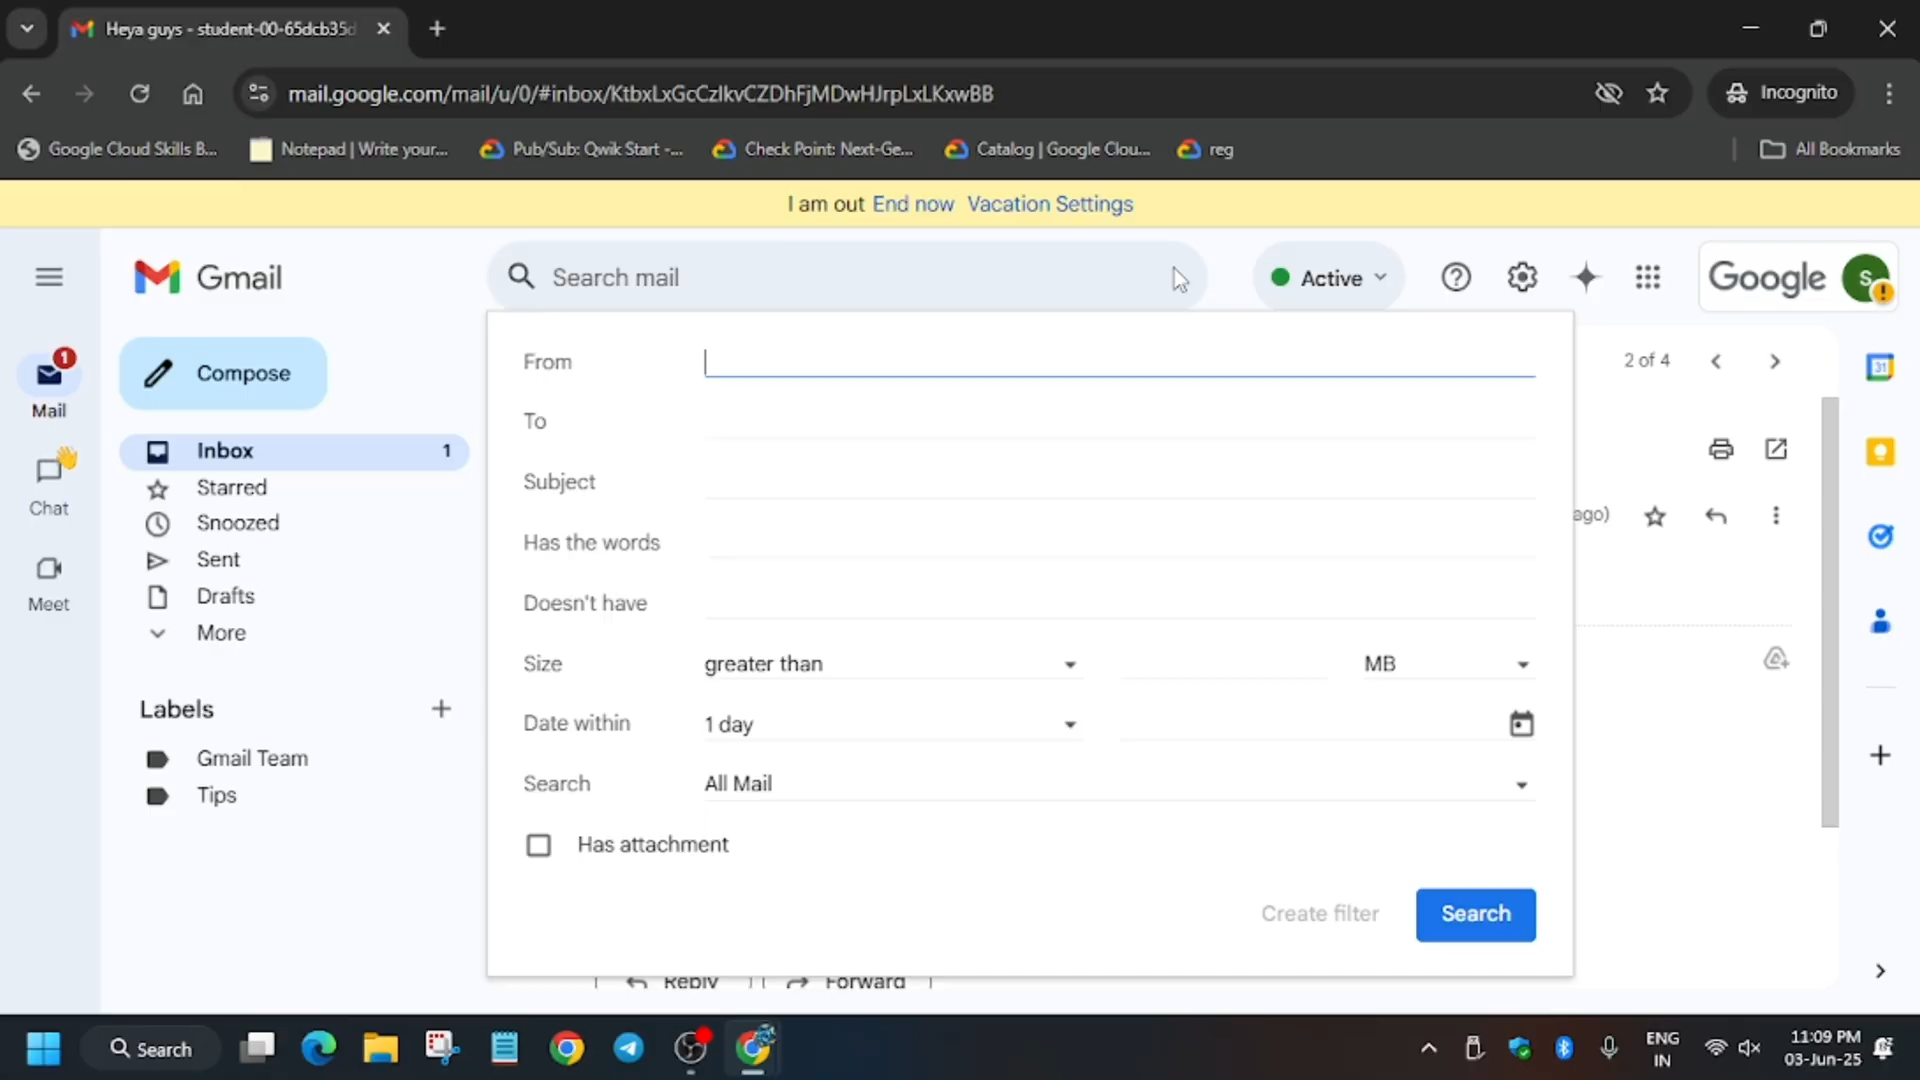 Heya guys - student-00-65dcb35d
mail.google.com/mail/u/0/#inbox/KtbxLxGcCzlkvCZDhFjMDwHJrpLxLKxwBB
Incognito
Google Cloud Skills B...
Notepad | Write your...
Pub/Sub: Qwik Start -...
Check Point: Next-Ge...
Catalog | Google Clou...
reg
All Bookmarks
I am out End now Vacation Settings
Gmail
Search mail
Active
Google
S
Compose
1
Mail
Chat
Meet
Inbox 1
Starred
Snoozed
Sent
Drafts
More
Labels
Gmail Team
Tips
From
To
Subject
Has the words
Doesn't have
Size greater than MB
Date within 1 day
Search All Mail
Has attachment
Create filter Search
2 of 4
ago)
31
Reply Forward
Search
ENG
IN
11:09 PM
03-Jun-25